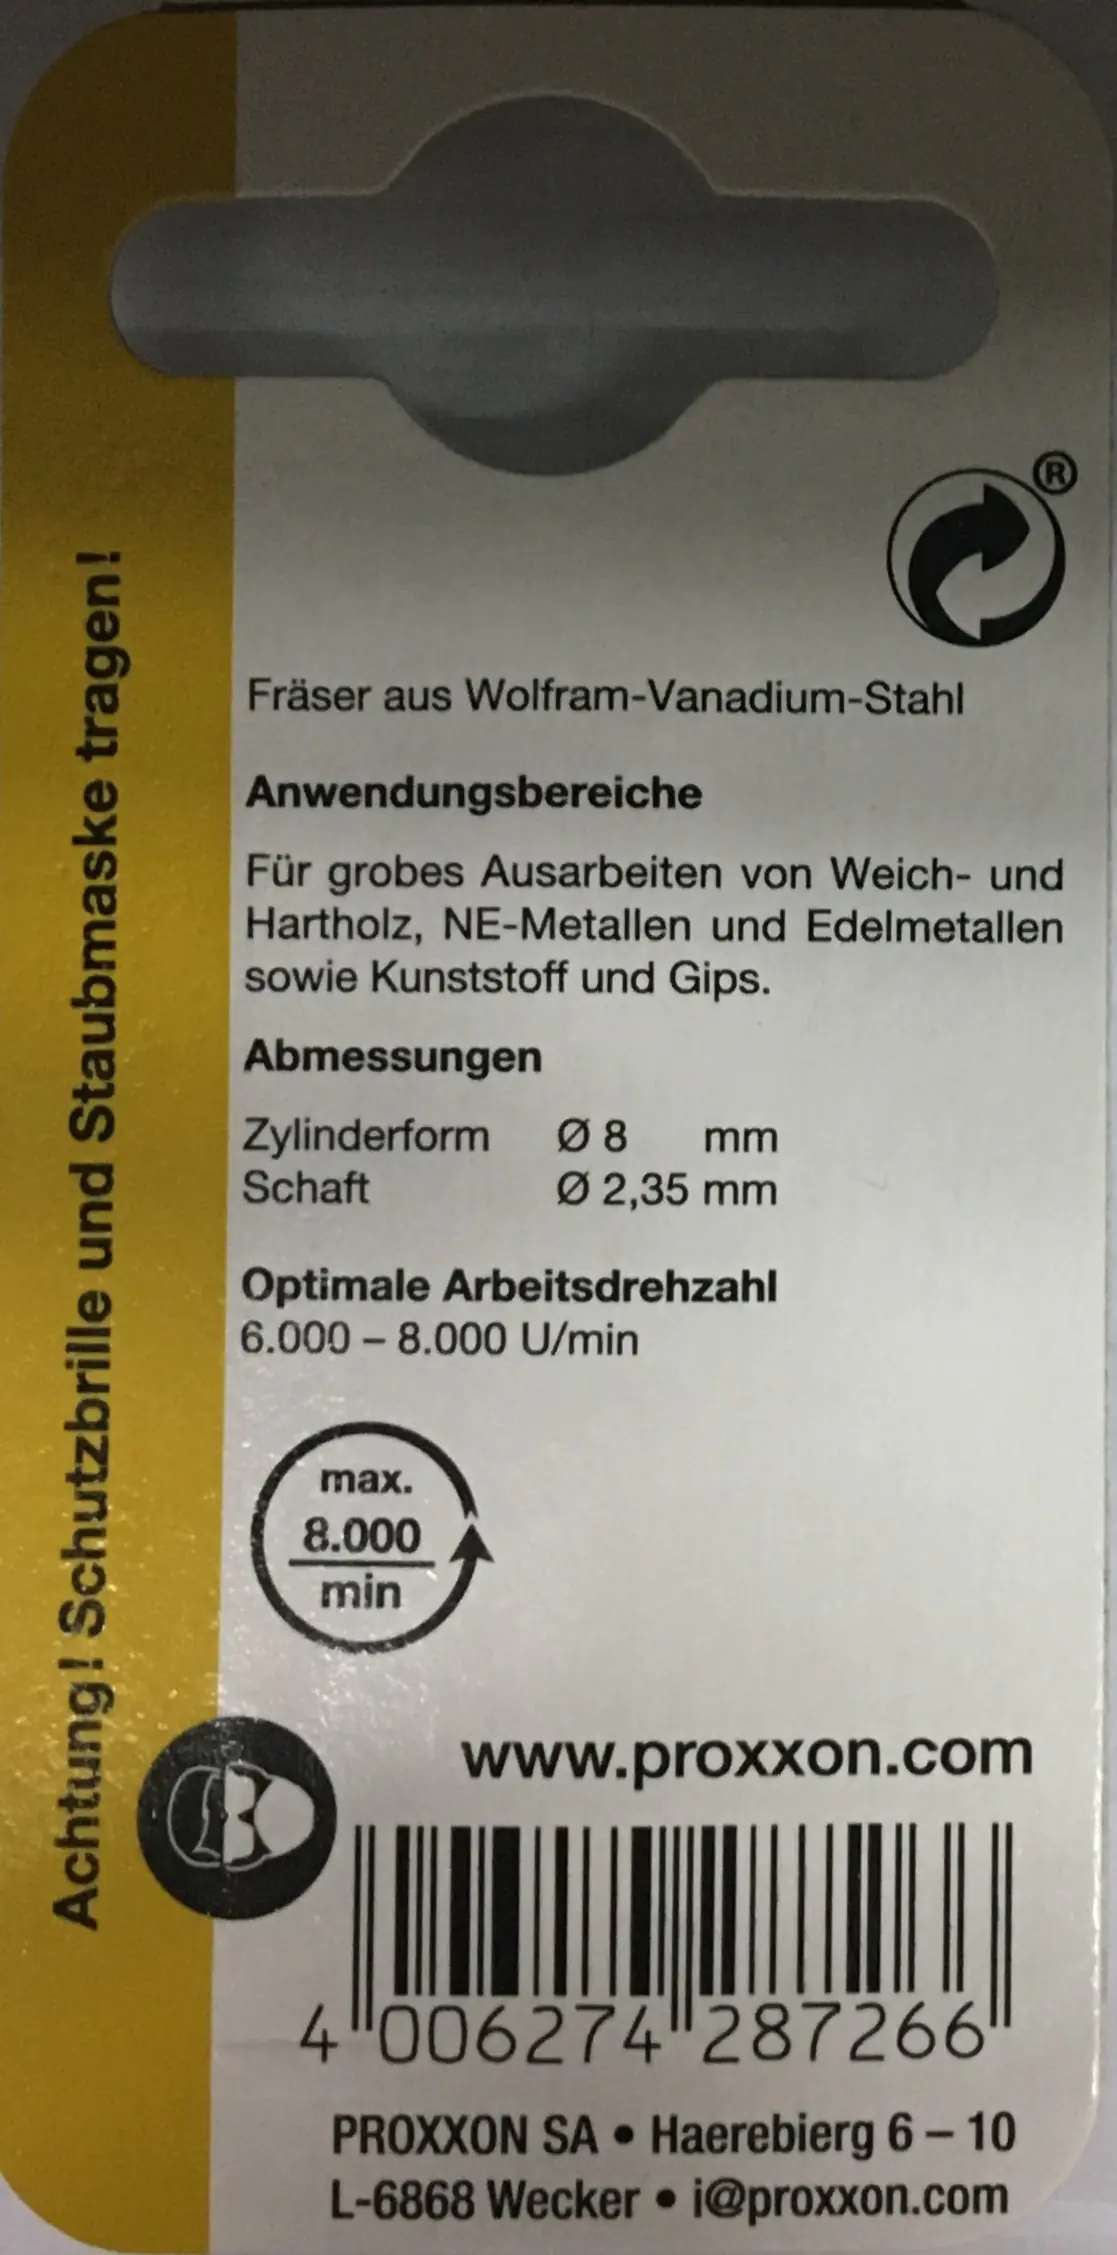 ®
Fräser aus Wolfram-Vanadium-Stahl
Anwendungsbereiche
Für grobes Ausarbeiten von Weich- und
Hartholz, NE-Metallen und Edelmetallen
sowie Kunststoff und Gips.
Abmessungen
Zylinderform Ø 8 mm
Schaft Ø 2,35 mm
Optimale Arbeitsdrehzahl
6.000 – 8.000 U/min
max.
8.000
min
Achtung! Schutzbrille und Staubmaske tragen!
www.proxxon.com
4 006274 287266
PROXXON SA • Haerebierg 6 – 10
L-6868 Wecker • i@proxxon.com